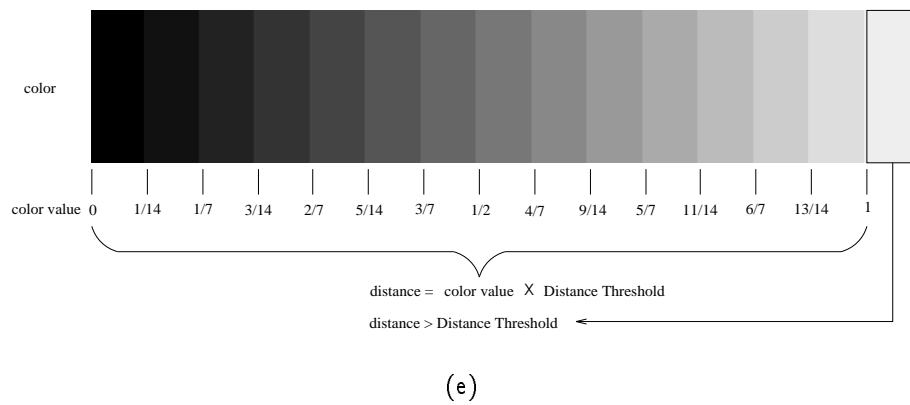 color
color value 0 1/14 1/7 3/14 2/7 5/14 3/7 1/2 4/7 9/14 5/7 11/14 6/7 13/14 1
distance = color value X Distance Threshold
distance > Distance Threshold
(e)